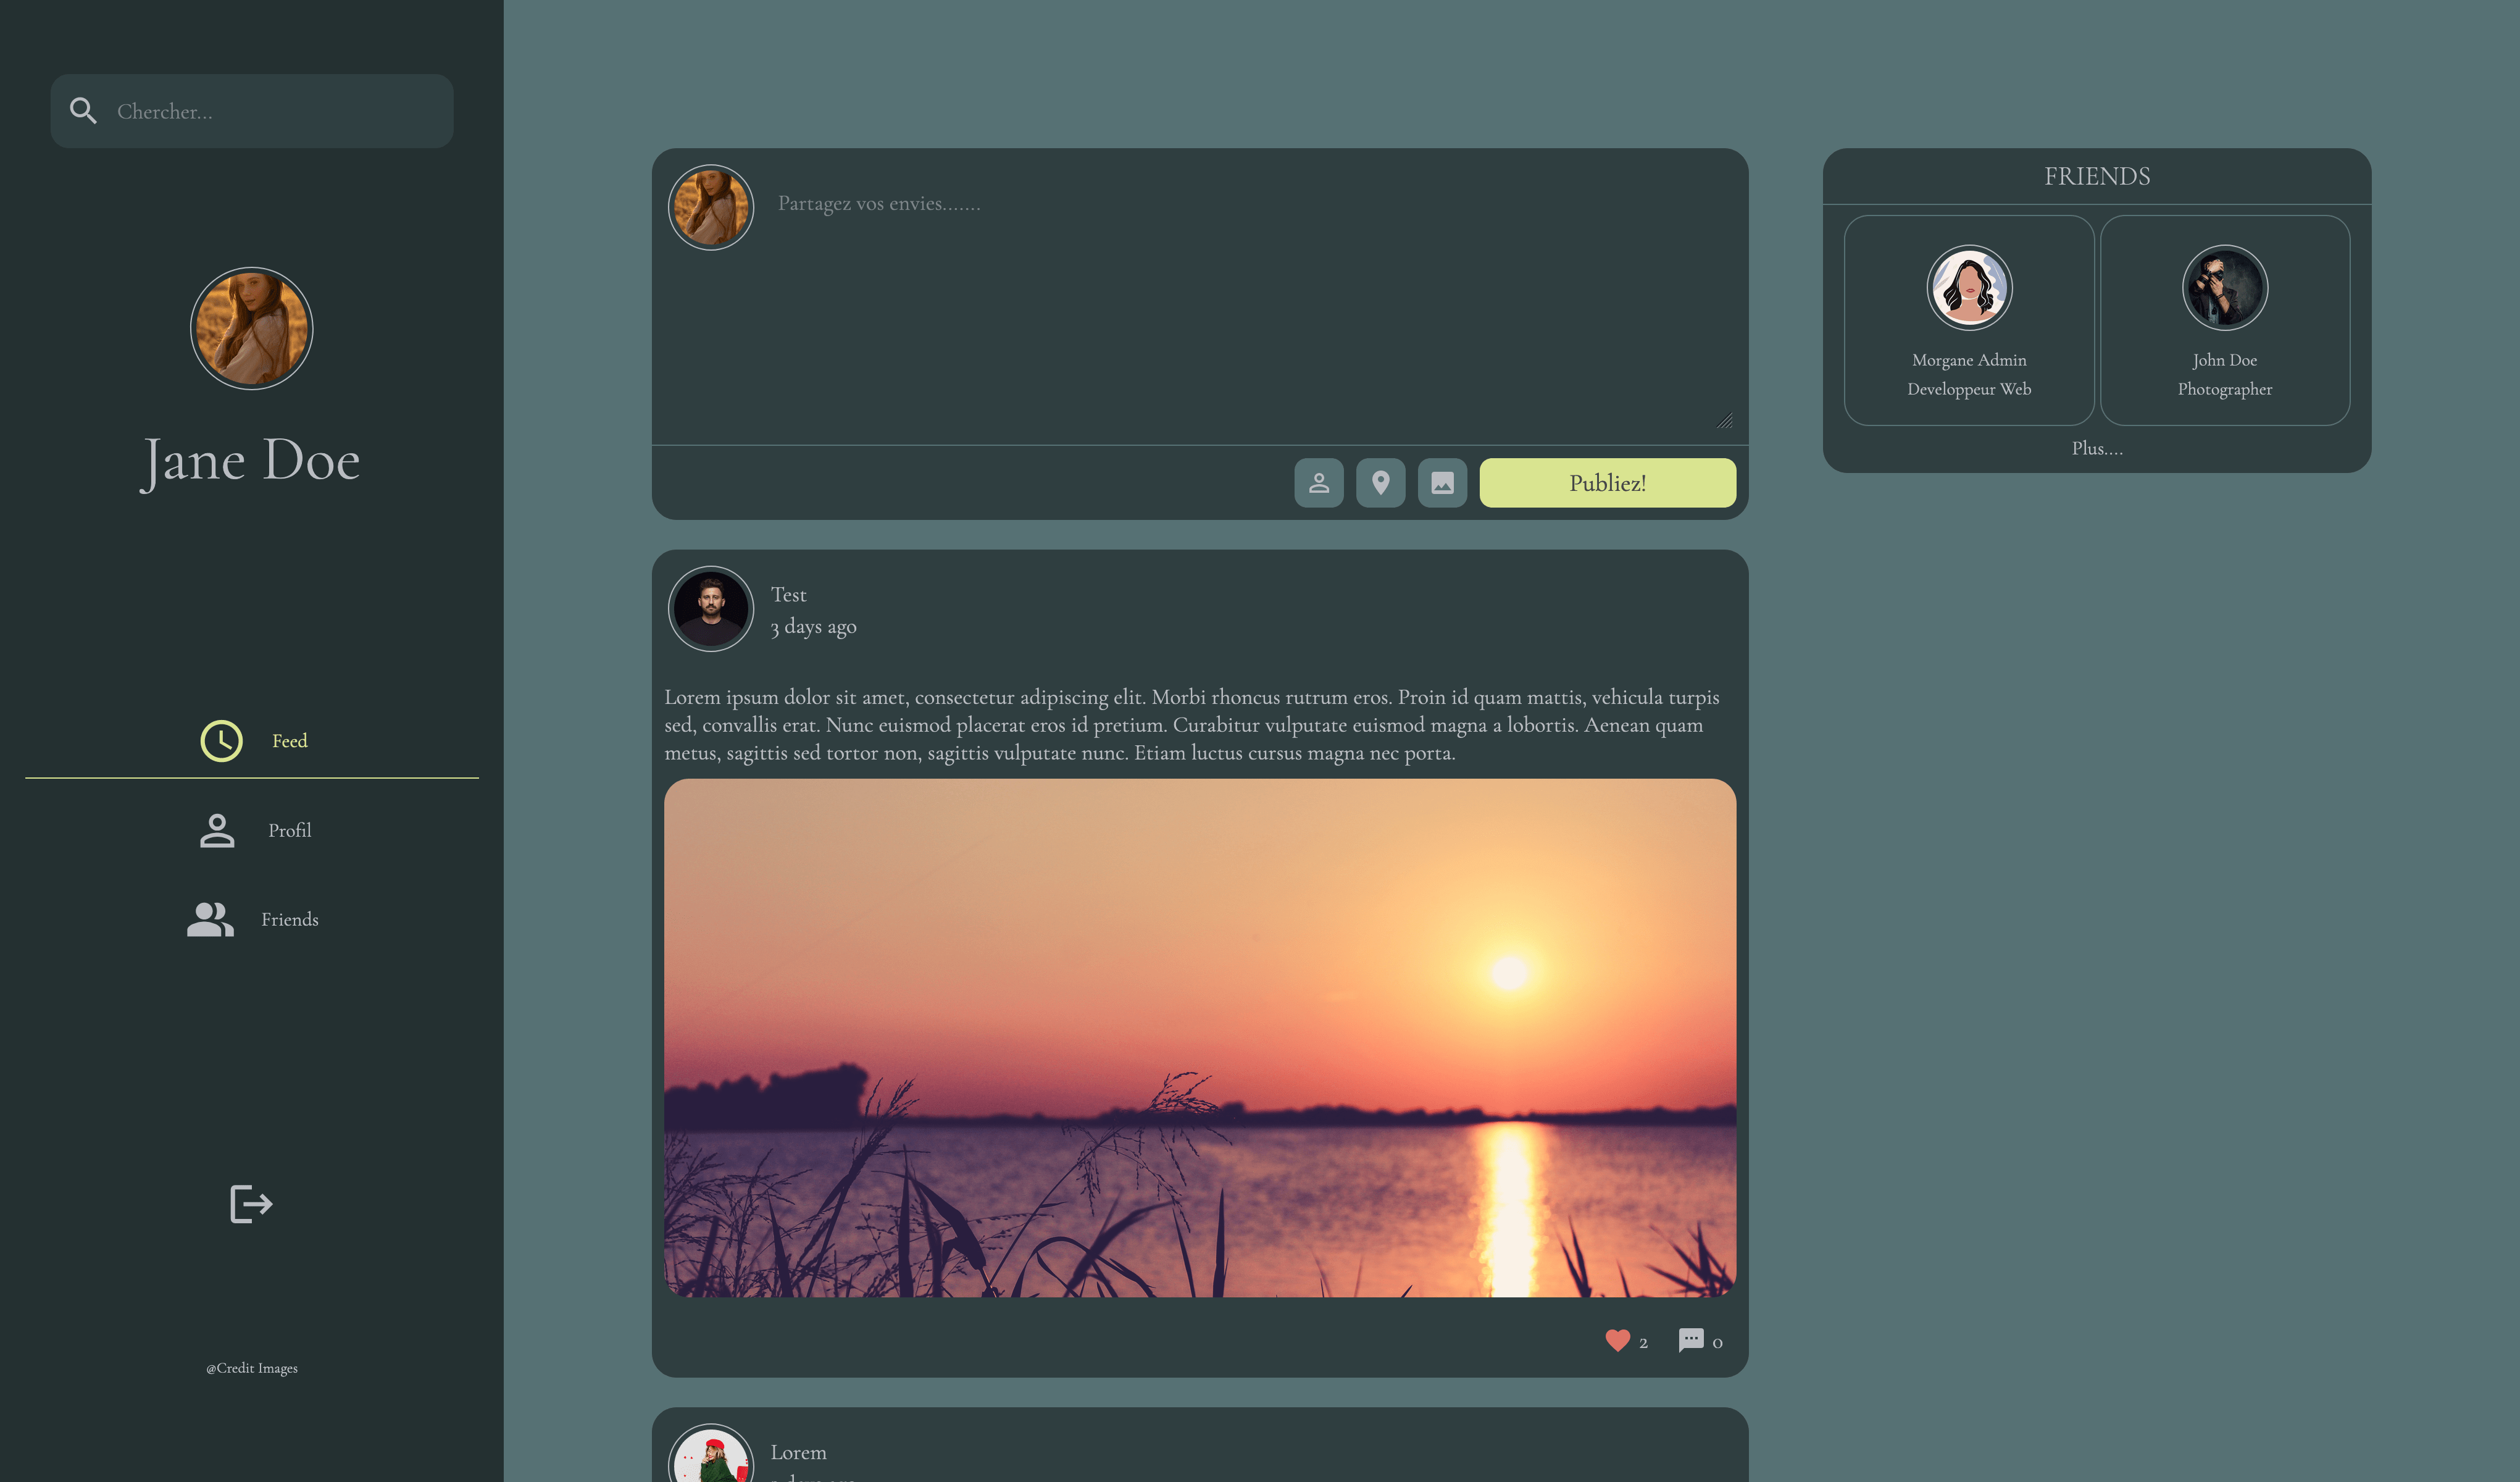 Chercher...
Jane Doe
Feed
Profil
Friends
@Credit Images
Partagez vos envies.......
Publiez!
Test
3 days ago
Lorem ipsum dolor sit amet, consectetur adipiscing elit. Morbi rhoncus rutrum eros. Proin id quam mattis, vehicula turpis
sed, convallis erat. Nunc euismod placerat eros id pretium. Curabitur vulputate euismod magna a lobortis. Aenean quam
metus, sagittis sed tortor non, sagittis vulputate nunc. Etiam luctus cursus magna nec porta.
2 0
Lorem
FRIENDS
Morgane Admin
Developpeur Web
John Doe
Photographer
Plus....